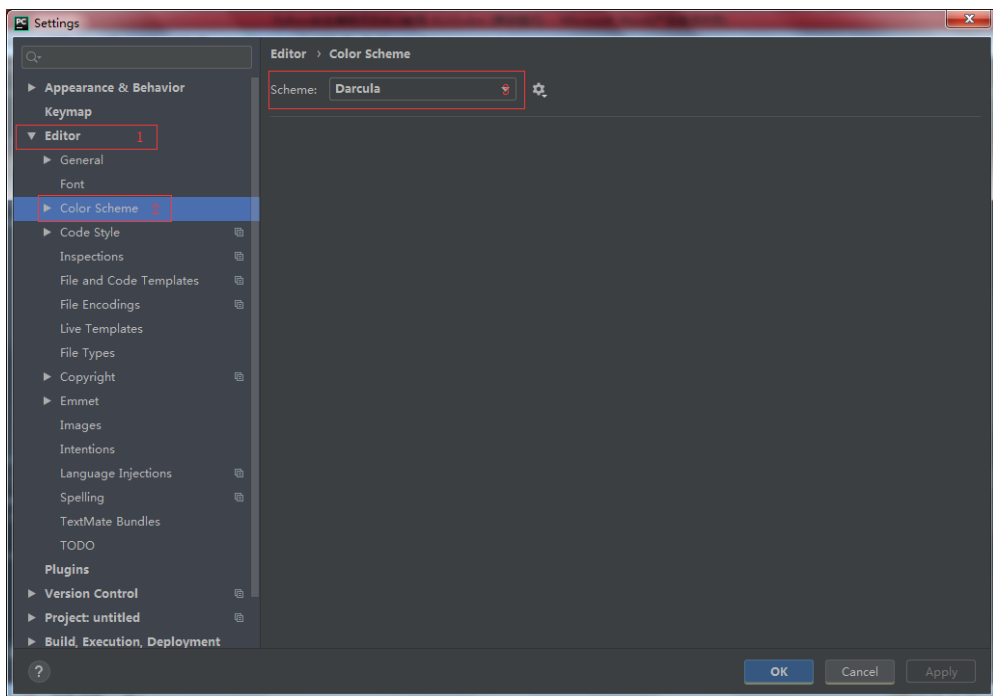 PC Settings
Editor › Color Scheme
Scheme: Darcula 3
Appearance & Behavior
Keymap
Editor 1
General
Font
Color Scheme 2
Code Style
Inspections
File and Code Templates
File Encodings
Live Templates
File Types
Copyright
Emmet
Images
Intentions
Language Injections
Spelling
TextMate Bundles
TODO
Plugins
Version Control
Project: untitled
Build, Execution, Deployment
? OK Cancel Apply